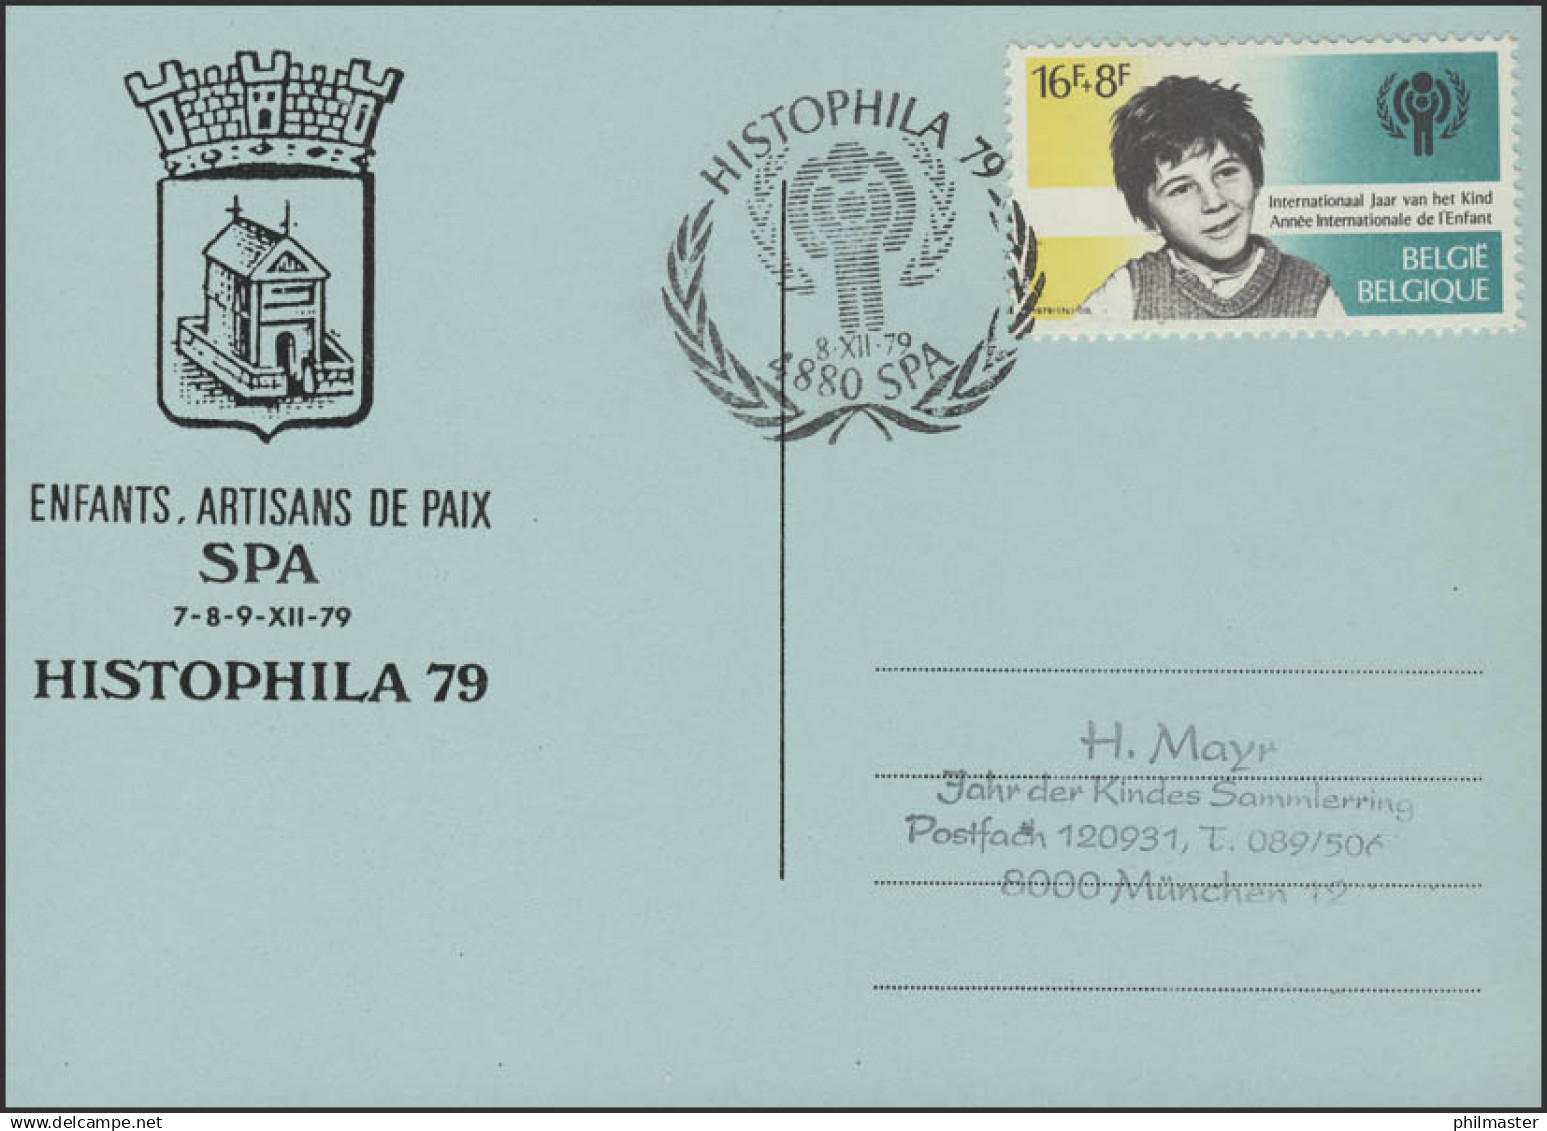 16F+8F
Internationaal Jaar van het Kind
Année Internationale de l'Enfant
BELGIË
BELGIQUE
HISTOPHILA 79
8·XII·79
4880 SPA
ENFANTS, ARTISANS DE PAIX
SPA
7-8-9-XII-79
HISTOPHILA 79
H. Mayr
Jahr der Kindes Sammlerring
Postfach 120931, T. 089/506
8000 München 12
philmaster